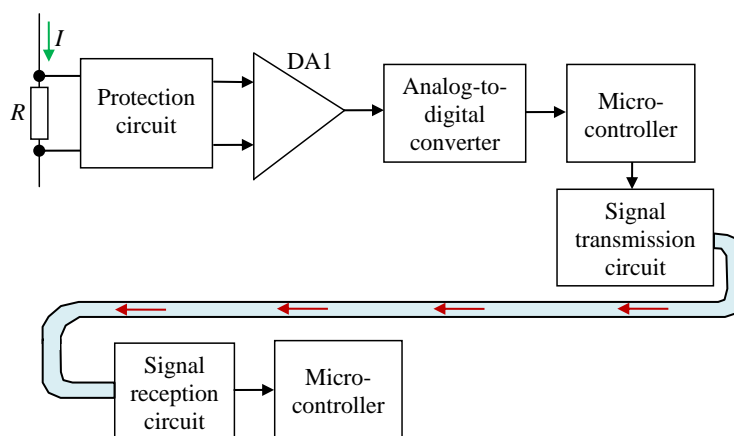 I
R
Protection
circuit
DA1
Analog-to-
digital
converter
Micro-
controller
Signal
transmission
circuit
Signal
reception
circuit
Micro-
controller